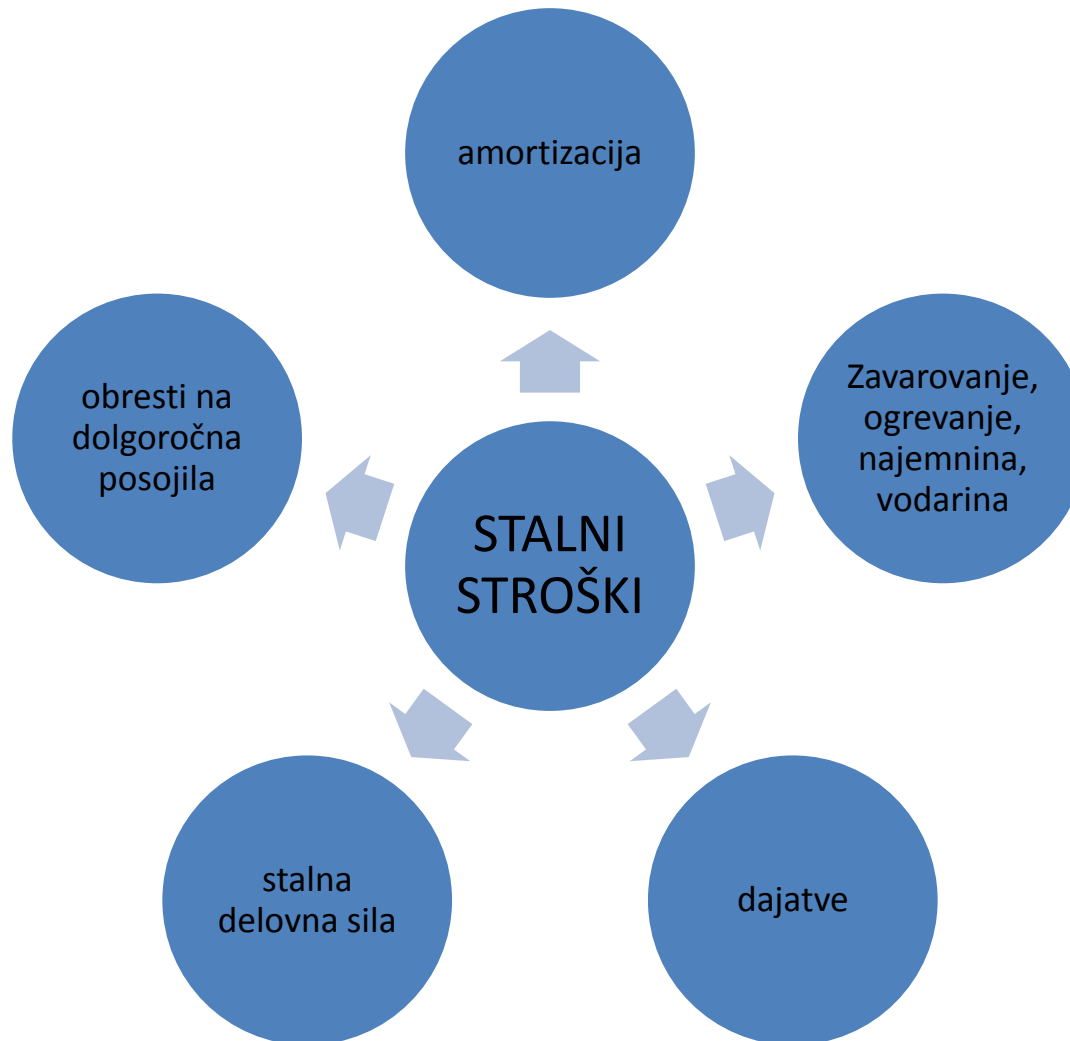 amortizacija
obresti na
dolgoročna
posojila
Zavarovanje,
ogrevanje,
najemnina,
vodarina
STALNI
STROŠKI
stalna
delovna sila
dajatve